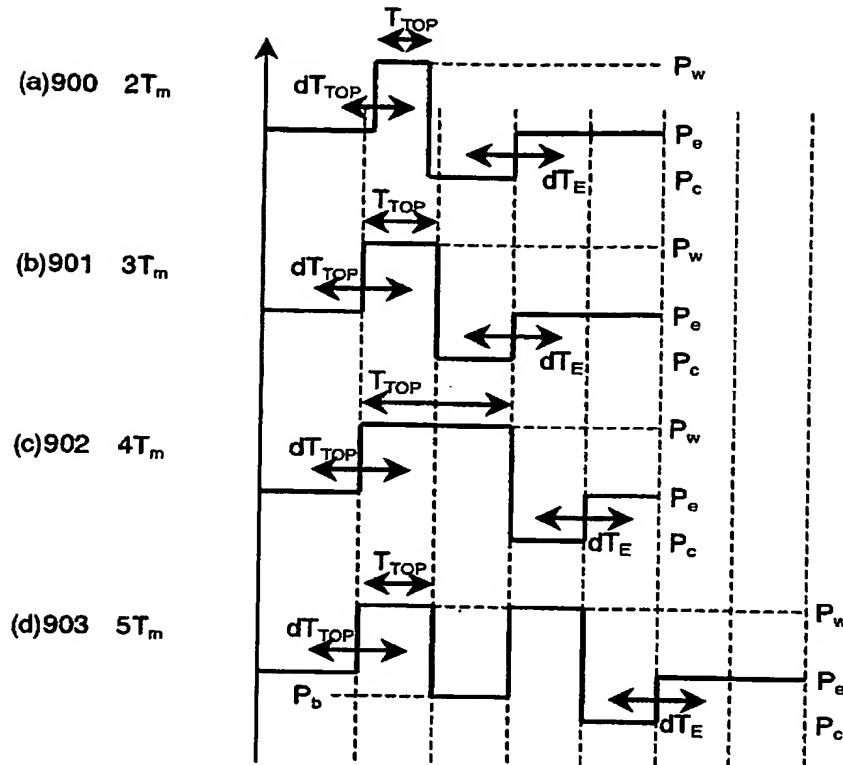 T_TOP
(a)900 2T_m
dT_TOP
P_w
P_e
dT_E
P_c
T_TOP
(b)901 3T_m
dT_TOP
P_w
P_e
dT_E
P_c
T_TOP
(c)902 4T_m
dT_TOP
P_w
P_e
dT_E
P_c
T_TOP
(d)903 5T_m
dT_TOP
P_w
P_b
P_e
dT_E
P_c